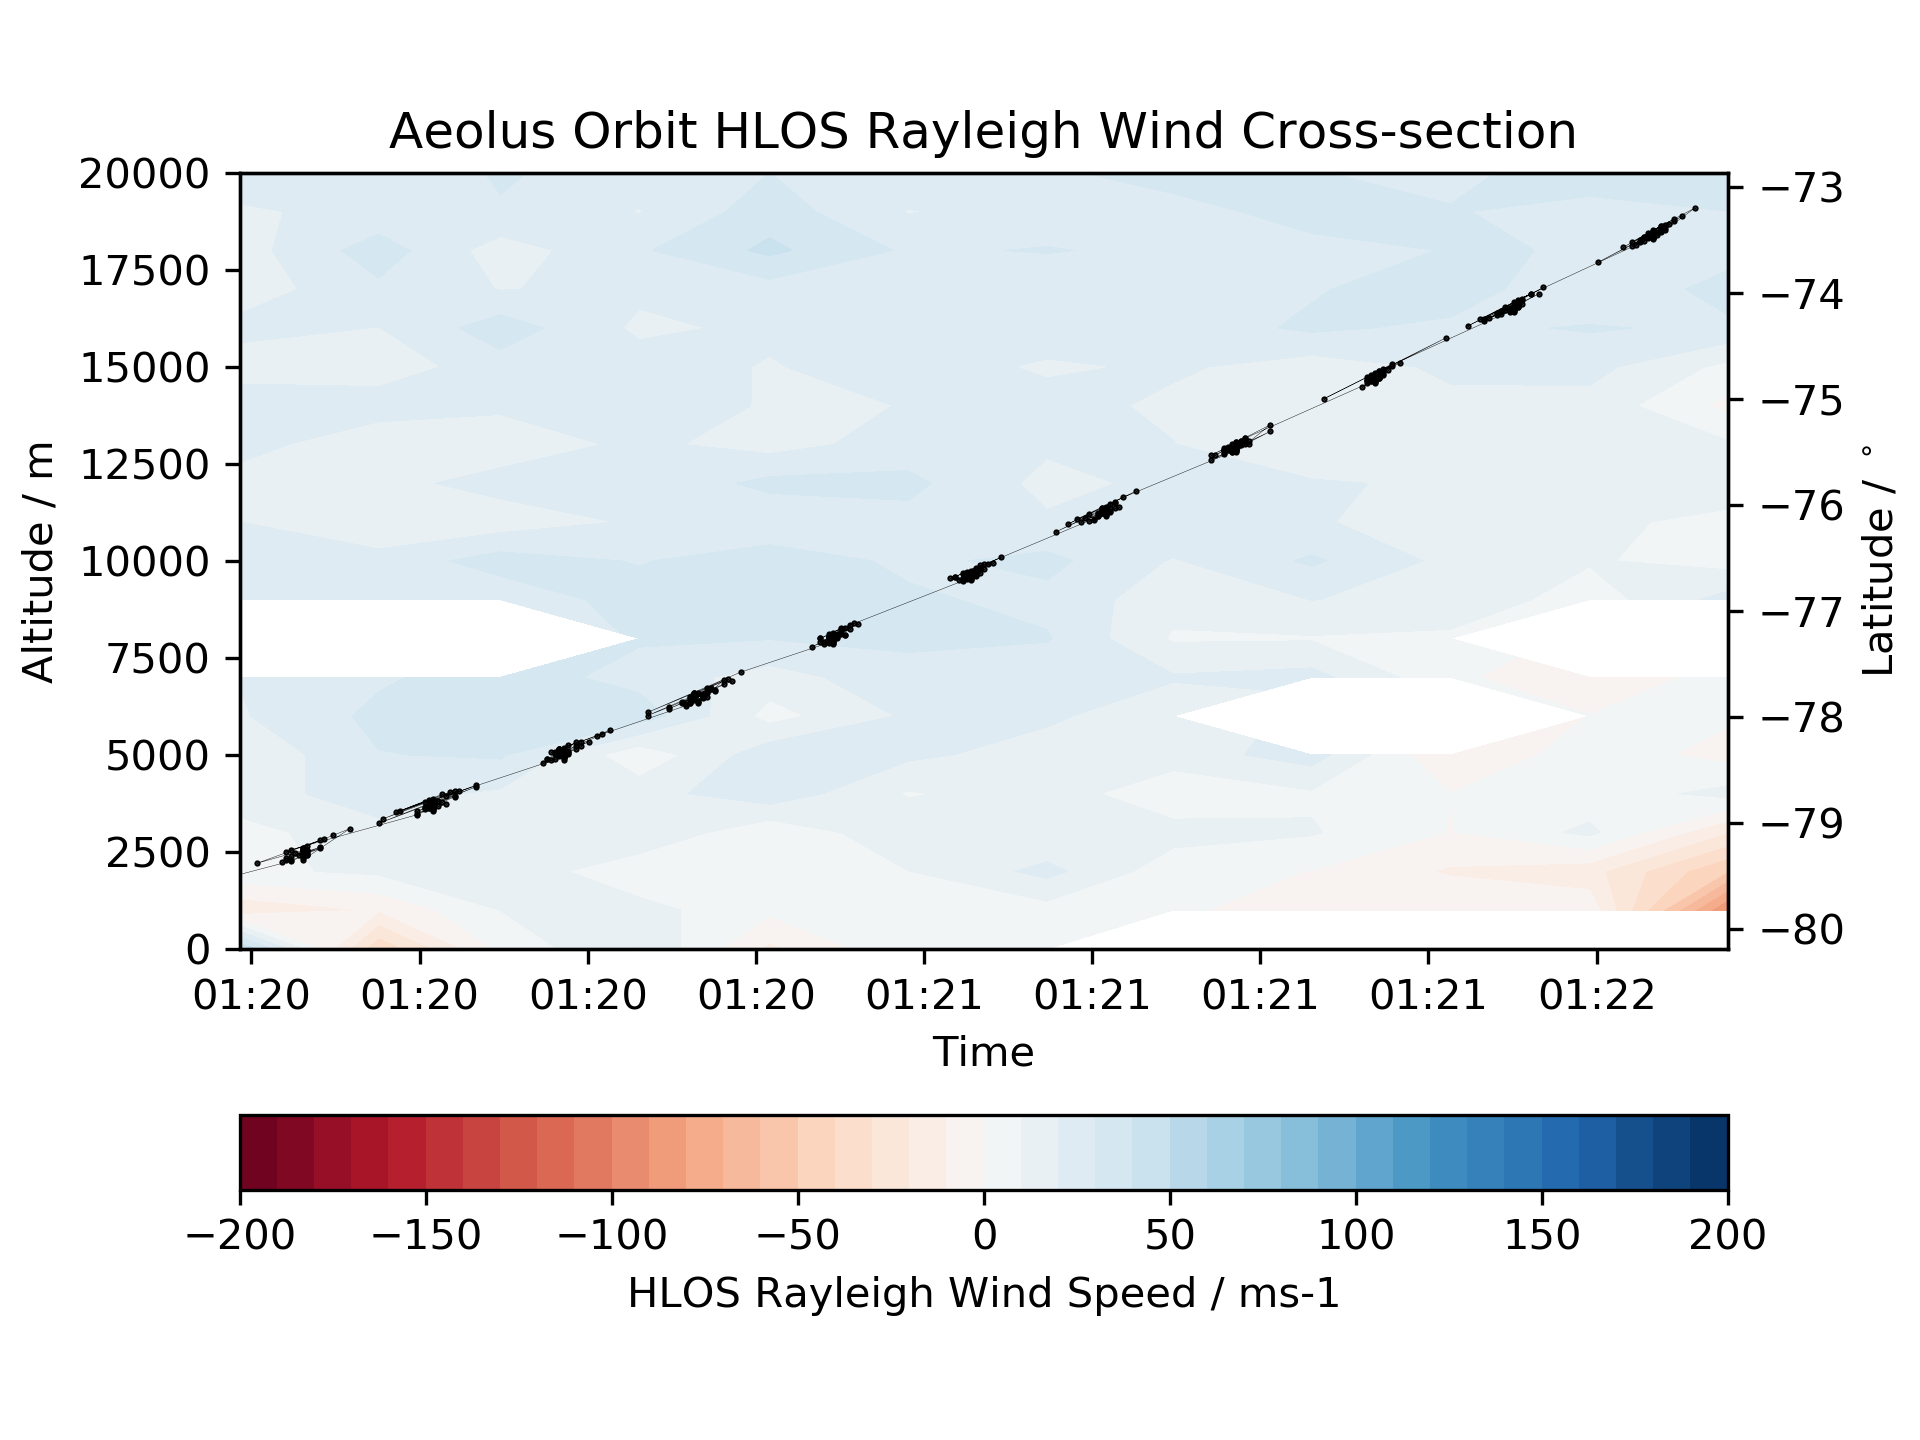 Aeolus Orbit HLOS Rayleigh Wind Cross-section
20000
17500
15000
12500
10000
7500
5000
2500
0
Altitude / m
−73
−74
−75
−76
−77
−78
−79
−80
Latitude / °
01:20 01:20 01:20 01:20 01:21 01:21 01:21 01:21 01:22
Time
−200 −150 −100 −50 0 50 100 150 200
HLOS Rayleigh Wind Speed / ms-1